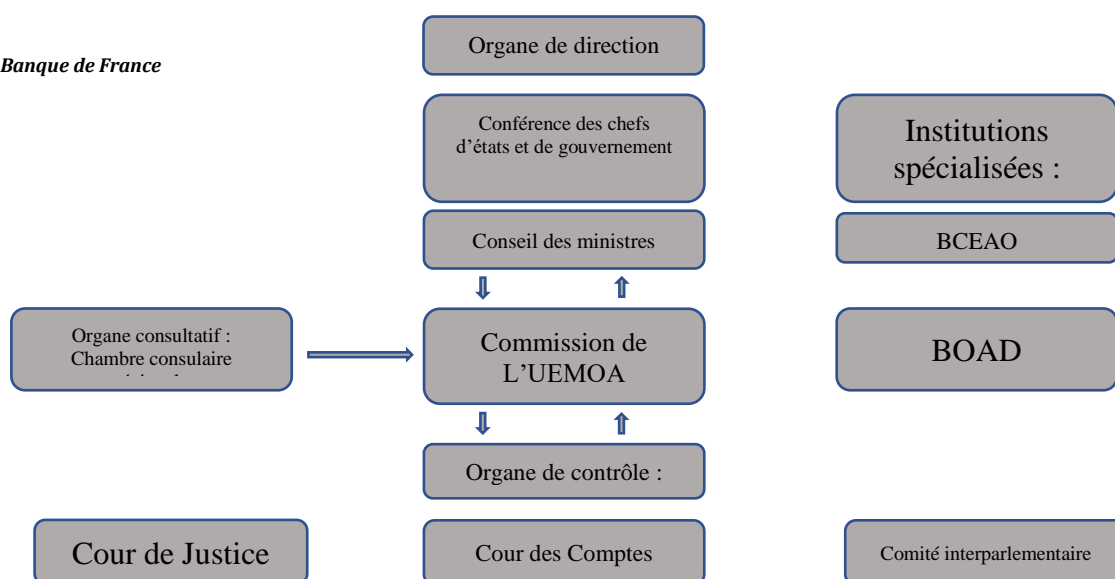 Organe de direction
Banque de France
Conférence des chefs
d'états et de gouvernement
Institutions
spécialisées :
Conseil des ministres
BCEAO
Organe consultatif :
Chambre consulaire
Commission de
L'UEMOA
BOAD
Organe de contrôle :
Cour de Justice
Cour des Comptes
Comité interparlementaire